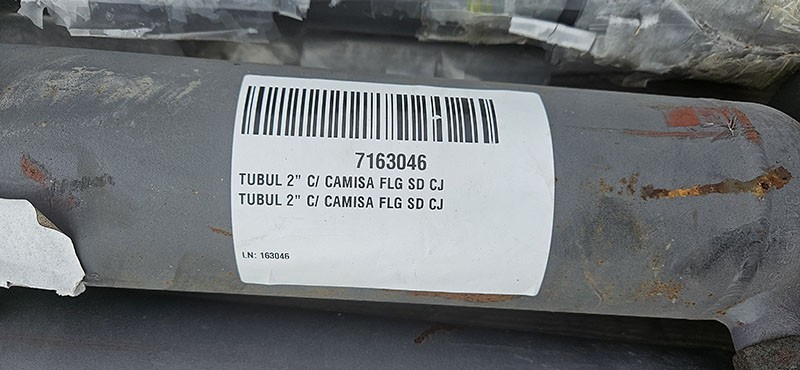 7163046
TUBUL 2" C/ CAMISA FLG SD CJ
TUBUL 2" C/ CAMISA FLG SD CJ
LN: 163046